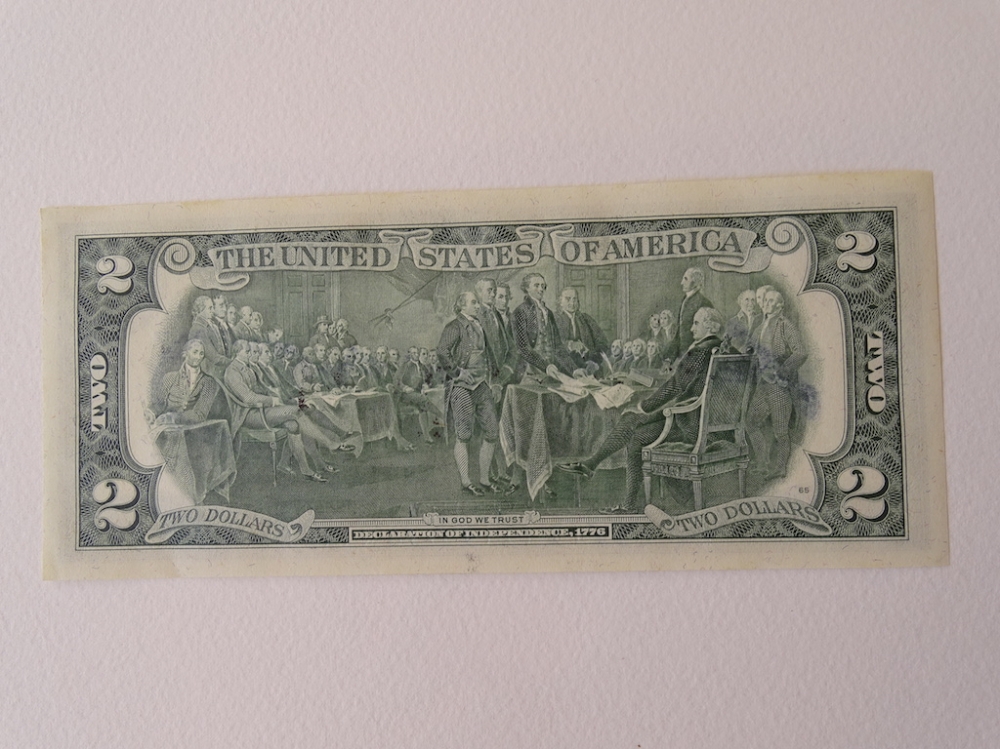 THE UNITED STATES OF AMERICA
2
2
TWO
TWO
2
2
TWO DOLLARS
TWO DOLLARS
IN GOD WE TRUST
DECLARATION OF INDEPENDENCE, 1776